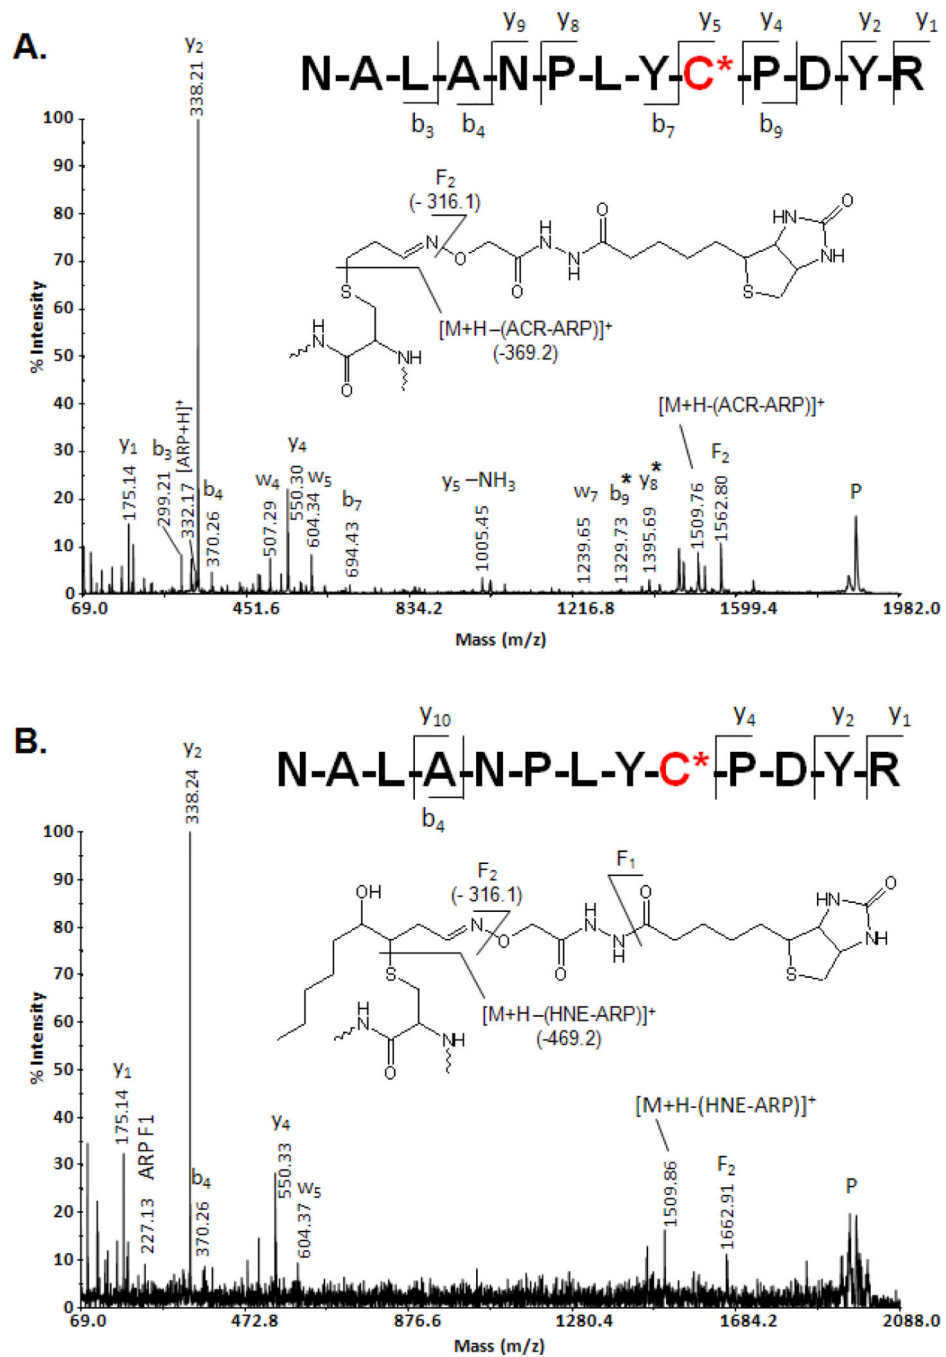 A.
y9 y8 y5 y4 y2 y1
N-A-L-A-N-P-L-Y-C*-P-D-Y-R
b3 b4 b7 b9
y2
338.21
F2
(- 316.1)
N O O N H N H O HN O NH S
S
[M+H –(ACR-ARP)]+
(-369.2)
N H O NH
% Intensity
100
90
80
70
60
50
40
30
20
10
0
y1
175.14
b3
299.21
[ARP+H]+
332.17
b4
370.26
w4
507.29
y4
550.30
w5
604.34
b7
694.43
y5 –NH3
1005.45
w7
1239.65
b9*
1329.73
y8*
1395.69
[M+H-(ACR-ARP)]+
1509.76
F2
1562.80
P
69.0 451.6 834.2 1216.8 1599.4 1982.0
Mass (m/z)
B.
y10 y4 y2 y1
N-A-L-A-N-P-L-Y-C*-P-D-Y-R
b4
y2
338.24
F2
(- 316.1)
F1
OH N O O H N N H O HN O NH S
S
[M+H –(HNE-ARP)]+
(-469.2)
N H O NH
% Intensity
100
90
80
70
60
50
40
30
20
10
0
y1
175.14
ARP F1
227.13
b4
370.26
y4
550.33
w5
604.37
[M+H-(HNE-ARP)]+
1509.86
F2
1662.91
P
69.0 472.8 876.6 1280.4 1684.2 2088.0
Mass (m/z)